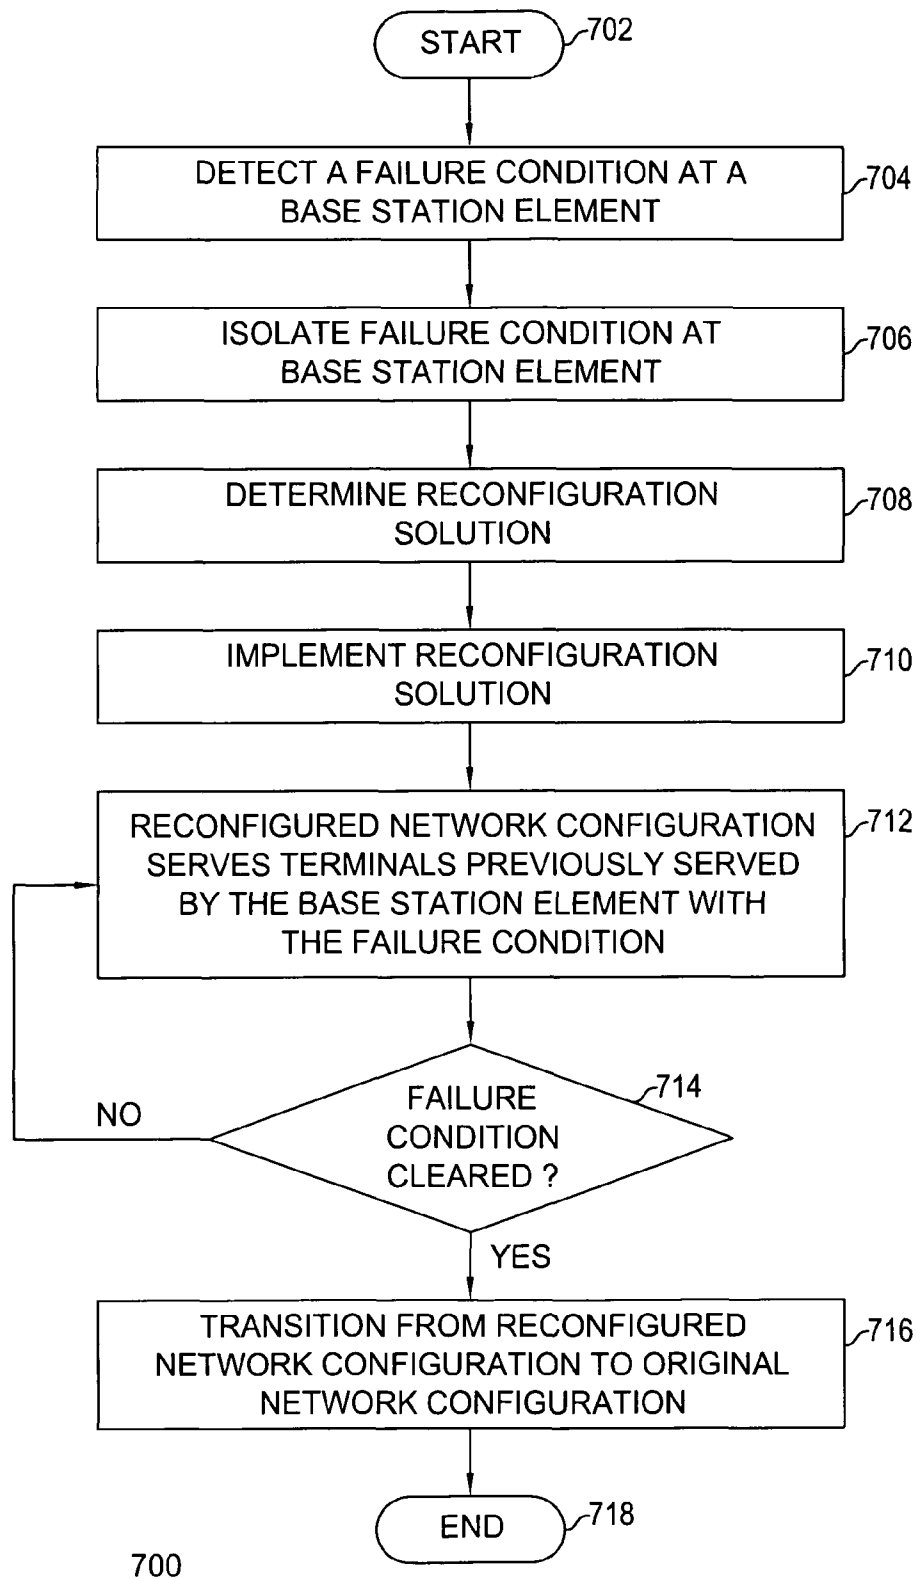 START
702
DETECT A FAILURE CONDITION AT A
BASE STATION ELEMENT
704
ISOLATE FAILURE CONDITION AT
BASE STATION ELEMENT
706
DETERMINE RECONFIGURATION
SOLUTION
708
IMPLEMENT RECONFIGURATION
SOLUTION
710
RECONFIGURED NETWORK CONFIGURATION
SERVES TERMINALS PREVIOUSLY SERVED
BY THE BASE STATION ELEMENT WITH
THE FAILURE CONDITION
712
FAILURE
CONDITION
CLEARED ?
714
NO
YES
TRANSITION FROM RECONFIGURED
NETWORK CONFIGURATION TO ORIGINAL
NETWORK CONFIGURATION
716
END
718
700